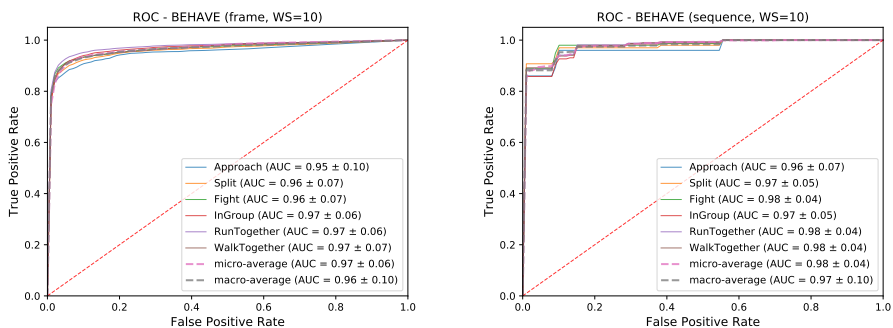 ROC - BEHAVE (frame, WS=10)
True Positive Rate
1.0
0.8
0.6
0.4
0.2
0.0
Approach (AUC = 0.95 ± 0.10)
Split (AUC = 0.96 ± 0.07)
Fight (AUC = 0.96 ± 0.07)
InGroup (AUC = 0.97 ± 0.06)
RunTogether (AUC = 0.97 ± 0.06)
WalkTogether (AUC = 0.97 ± 0.07)
micro-average (AUC = 0.97 ± 0.06)
macro-average (AUC = 0.96 ± 0.10)
0.0 0.2 0.4 0.6 0.8 1.0
False Positive Rate
ROC - BEHAVE (sequence, WS=10)
True Positive Rate
1.0
0.8
0.6
0.4
0.2
0.0
Approach (AUC = 0.96 ± 0.07)
Split (AUC = 0.97 ± 0.05)
Fight (AUC = 0.98 ± 0.04)
InGroup (AUC = 0.97 ± 0.05)
RunTogether (AUC = 0.98 ± 0.04)
WalkTogether (AUC = 0.98 ± 0.04)
micro-average (AUC = 0.98 ± 0.04)
macro-average (AUC = 0.97 ± 0.10)
0.0 0.2 0.4 0.6 0.8 1.0
False Positive Rate